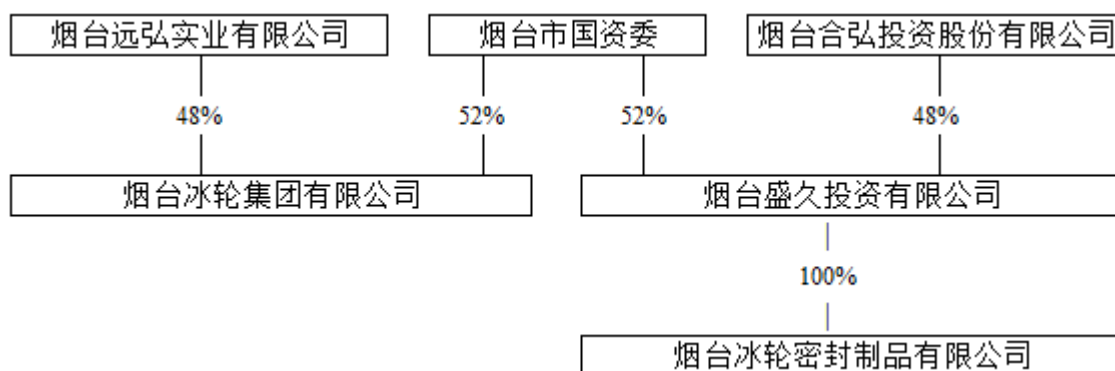 烟台远弘实业有限公司 烟台市国资委 烟台合弘投资股份有限公司
48% 52% 52% 48%
烟台冰轮集团有限公司 烟台盛久投资有限公司
100%
烟台冰轮密封制品有限公司